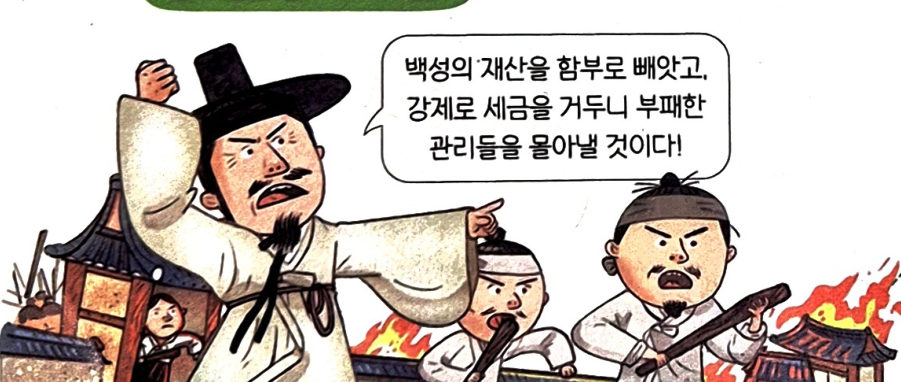 백성의 재산을 함부로 빼앗고,
강제로 세금을 거두니 부패한
관리들을 몰아낼 것이다!